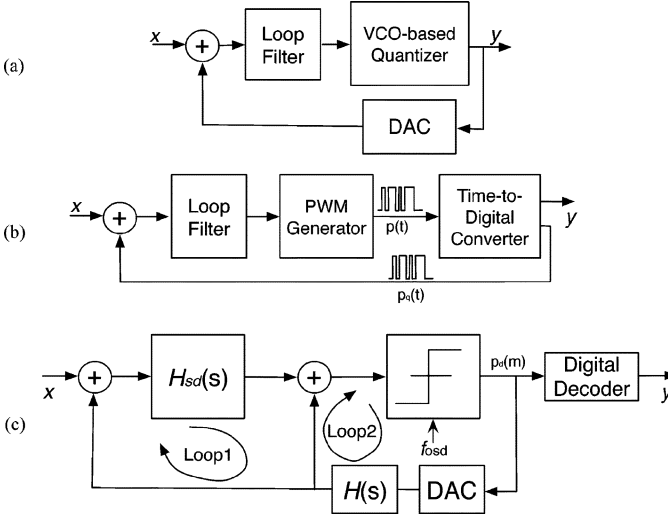 (a)
x
+
Loop
Filter
VCO-based
Quantizer
y
DAC
(b)
x
+
Loop
Filter
PWM
Generator
p(t)
Time-to-
Digital
Converter
y
pq(t)
(c)
x
+
Hsd(s)
+
pd(m)
Digital
Decoder
y
Loop1
Loop2
fosd
H(s)
DAC